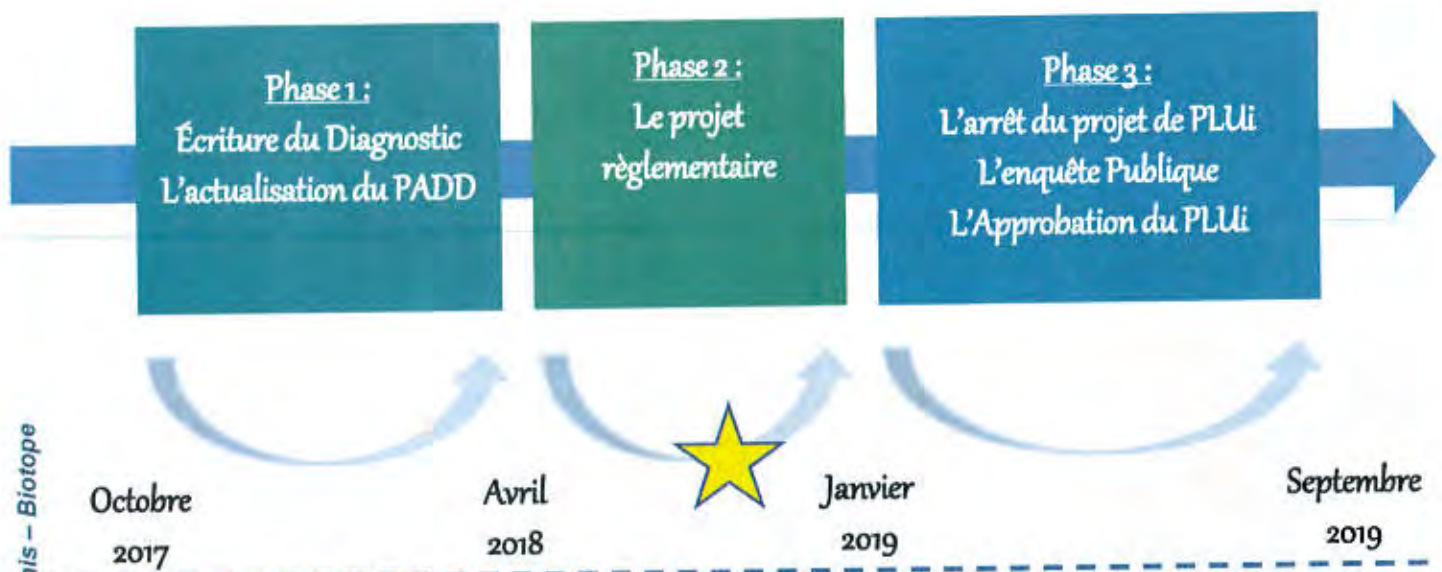 Phase 1 :
Écriture du Diagnostic
L'actualisation du PADD
Phase 2 :
Le projet
règlementaire
Phase 3 :
L'arrêt du projet de PLUi
L'enquête Publique
L'Approbation du PLUi
Octobre
2017
Avril
2018
Janvier
2019
Septembre
2019
– Biotope